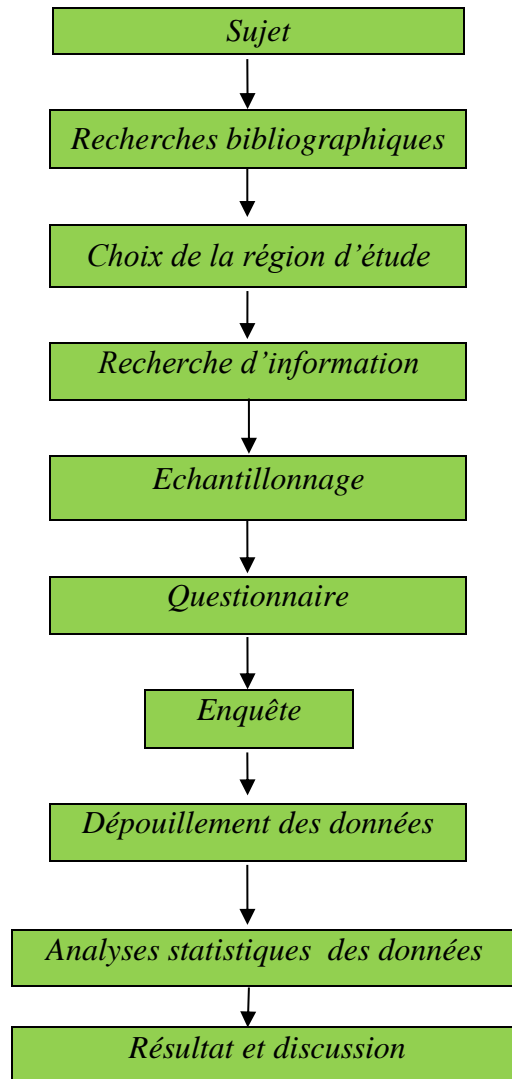 Sujet
Recherches bibliographiques
Choix de la région d’étude
Recherche d’information
Echantillonnage
Questionnaire
Enquête
Dépouillement des données
Analyses statistiques  des données
Résultat et discussion